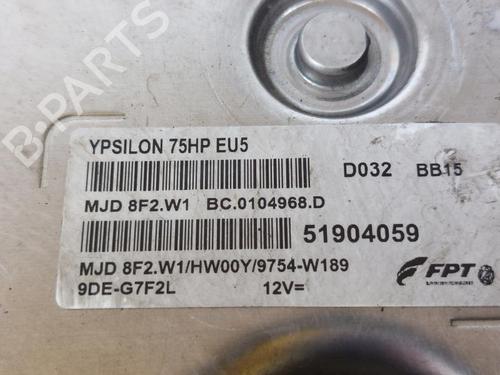 B-PARTS
YPSILON 75HP EU5
D032 BB15
MJD 8F2.W1 BC.0104968.D
51904059
MJD 8F2.W1/HW00Y/9754-W189
9DE-G7F2L 12V=
FPT